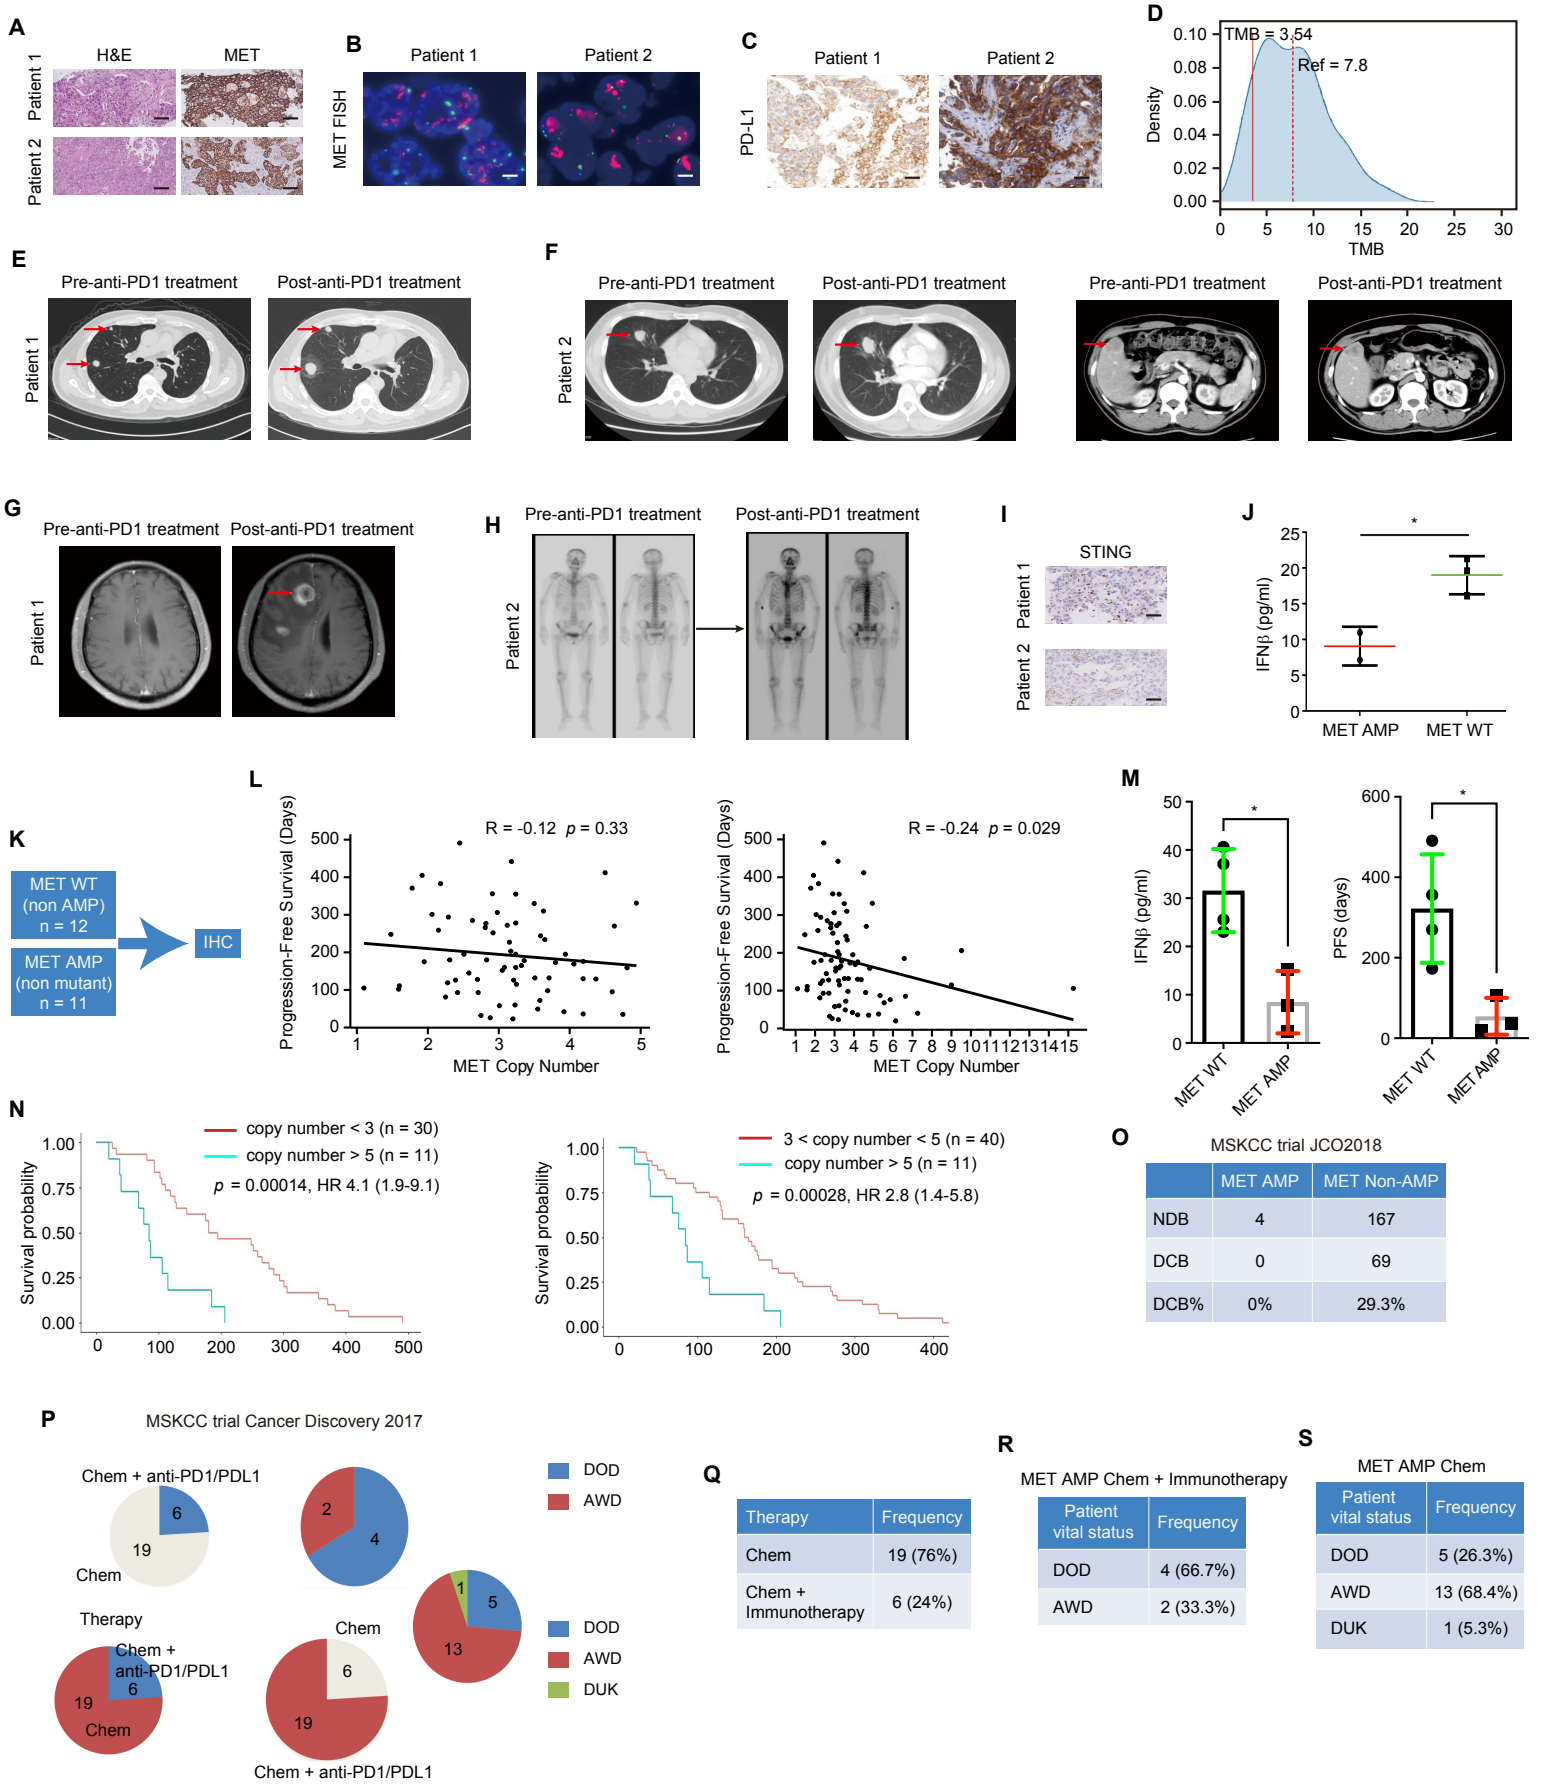 A
H&E
MET
Patient 1
Patient 2
B
Patient 1
Patient 2
MET FISH
C
Patient 1
Patient 2
PD-L1
D
TMB = 3.54
Ref = 7.8
Density
0.10
0.08
0.06
0.04
0.02
0.00
0 5 10 15 20 25 30
TMB
E
Pre-anti-PD1 treatment
Post-anti-PD1 treatment
Patient 1
F
Pre-anti-PD1 treatment
Post-anti-PD1 treatment
Pre-anti-PD1 treatment
Post-anti-PD1 treatment
Patient 2
G
Pre-anti-PD1 treatment
Post-anti-PD1 treatment
Patient 1
H
Pre-anti-PD1 treatment
Post-anti-PD1 treatment
Patient 2
I
STING
Patient 1
Patient 2
J
*
IFNβ (pg/ml)
25
20
15
10
5
0
MET AMP
MET WT
K
MET WT
(non AMP)
n = 12
MET AMP
(non mutant)
n = 11
IHC
L
R = -0.12 p = 0.33
Progression-Free Survival (Days)
500
400
300
200
100
0
1 2 3 4 5
MET Copy Number
R = -0.24 p = 0.029
Progression-Free Survival (Days)
500
400
300
200
100
0
1 2 3 4 5 6 7 8 9 10 11 12 13 14 15
MET Copy Number
M
*
IFNβ (pg/ml)
50
40
30
20
10
0
MET WT
MET AMP
*
PFS (days)
600
400
200
0
MET WT
MET AMP
N
copy number < 3 (n = 30)
copy number > 5 (n = 11)
p = 0.00014, HR 4.1 (1.9-9.1)
Survival probability
1.00
0.75
0.50
0.25
0.00
0 100 200 300 400 500
3 < copy number < 5 (n = 40)
copy number > 5 (n = 11)
p = 0.00028, HR 2.8 (1.4-5.8)
Survival probability
1.00
0.75
0.50
0.25
0.00
0 100 200 300 400
O
MSKCC trial JCO2018
MET AMP MET Non-AMP
NDB 4 167
DCB 0 69
DCB% 0% 29.3%
P
MSKCC trial Cancer Discovery 2017
Chem + anti-PD1/PDL1
6
19
Chem
Therapy
2
4
DOD
AWD
1
5
13
DOD
AWD
DUK
Chem +
anti-PD1/PDL1
6
19
Chem
Chem
6
19
Chem + anti-PD1/PDL1
Q
Therapy Frequency
Chem 19 (76%)
Chem +
Immunotherapy 6 (24%)
R
MET AMP Chem + Immunotherapy
Patient
vital status Frequency
DOD 4 (66.7%)
AWD 2 (33.3%)
S
MET AMP Chem
Patient
vital status Frequency
DOD 5 (26.3%)
AWD 13 (68.4%)
DUK 1 (5.3%)